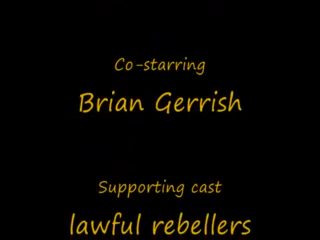 Co-starring
Brian Gerrish
Supporting cast
lawful rebellers